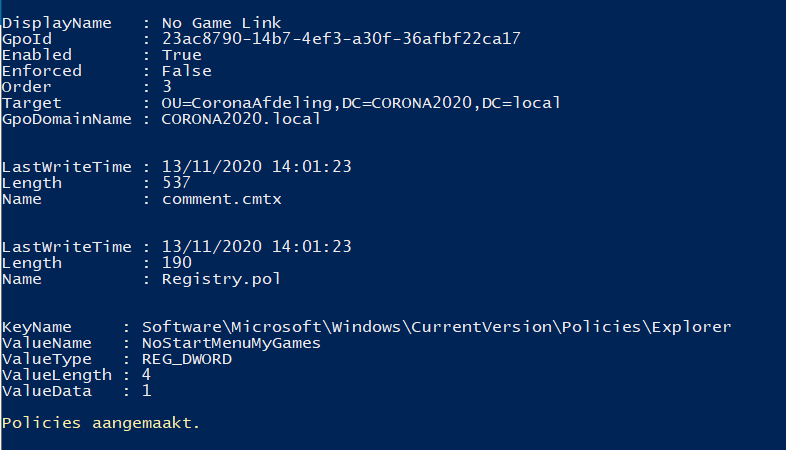 DisplayName   : No Game Link
GpoId         : 23ac8790-14b7-4ef3-a30f-36afbf22ca17
Enabled       : True
Enforced      : False
Order         : 3
Target        : OU=CoronaAfdeling,DC=CORONA2020,DC=local
GpoDomainName : CORONA2020.local
LastWriteTime : 13/11/2020 14:01:23
Length        : 537
Name          : comment.cmtx
LastWriteTime : 13/11/2020 14:01:23
Length        : 190
Name          : Registry.pol
KeyName     : Software\Microsoft\Windows\CurrentVersion\Policies\Explorer
ValueName   : NoStartMenuMyGames
ValueType   : REG_DWORD
ValueLength : 4
ValueData   : 1
Policies aangemaakt.